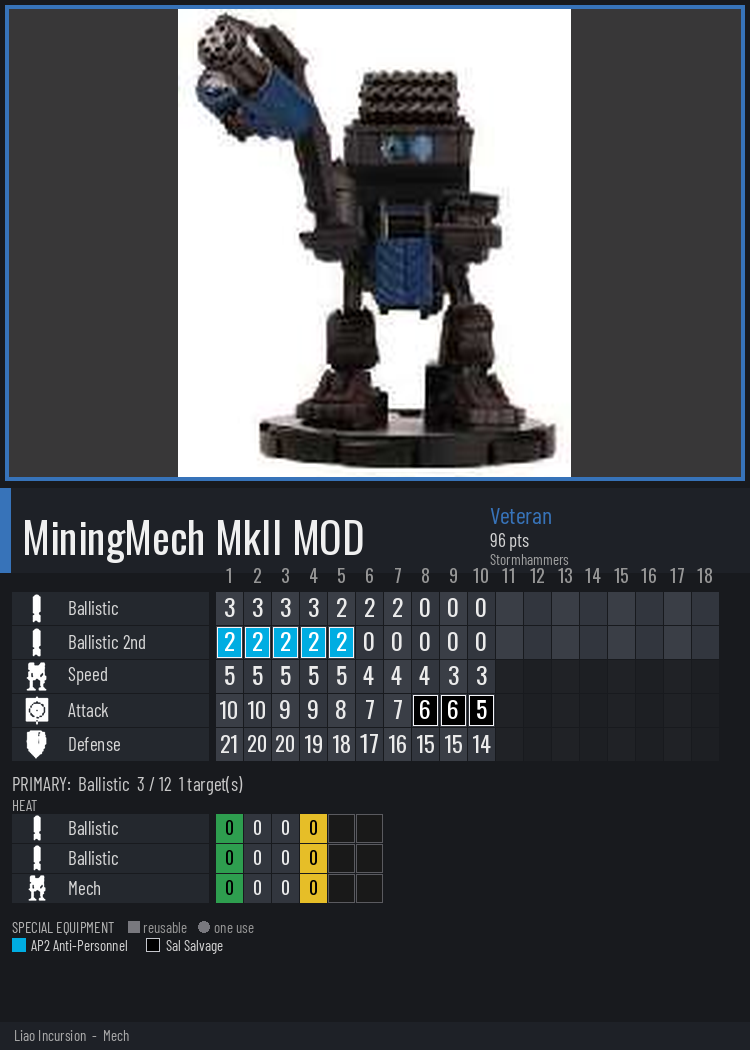 MiningMech MkII MOD
Veteran
96 pts
Stormhammers
1 2 3 4 5 6 7 8 9 10 11 12 13 14 15 16 17 18
Ballistic 3 3 3 3 2 2 2 0 0 0
Ballistic 2nd 2 2 2 2 2 0 0 0 0 0
Speed 5 5 5 5 5 4 4 4 3 3
Attack 10 10 9 9 8 7 7 6 6 5
Defense 21 20 20 19 18 17 16 15 15 14
PRIMARY: Ballistic 3 / 12 1 target(s)
HEAT
Ballistic 0 0 0 0
Ballistic 0 0 0 0
Mech 0 0 0 0
SPECIAL EQUIPMENT reusable one use
AP2 Anti-Personnel Sal Salvage
Liao Incursion - Mech